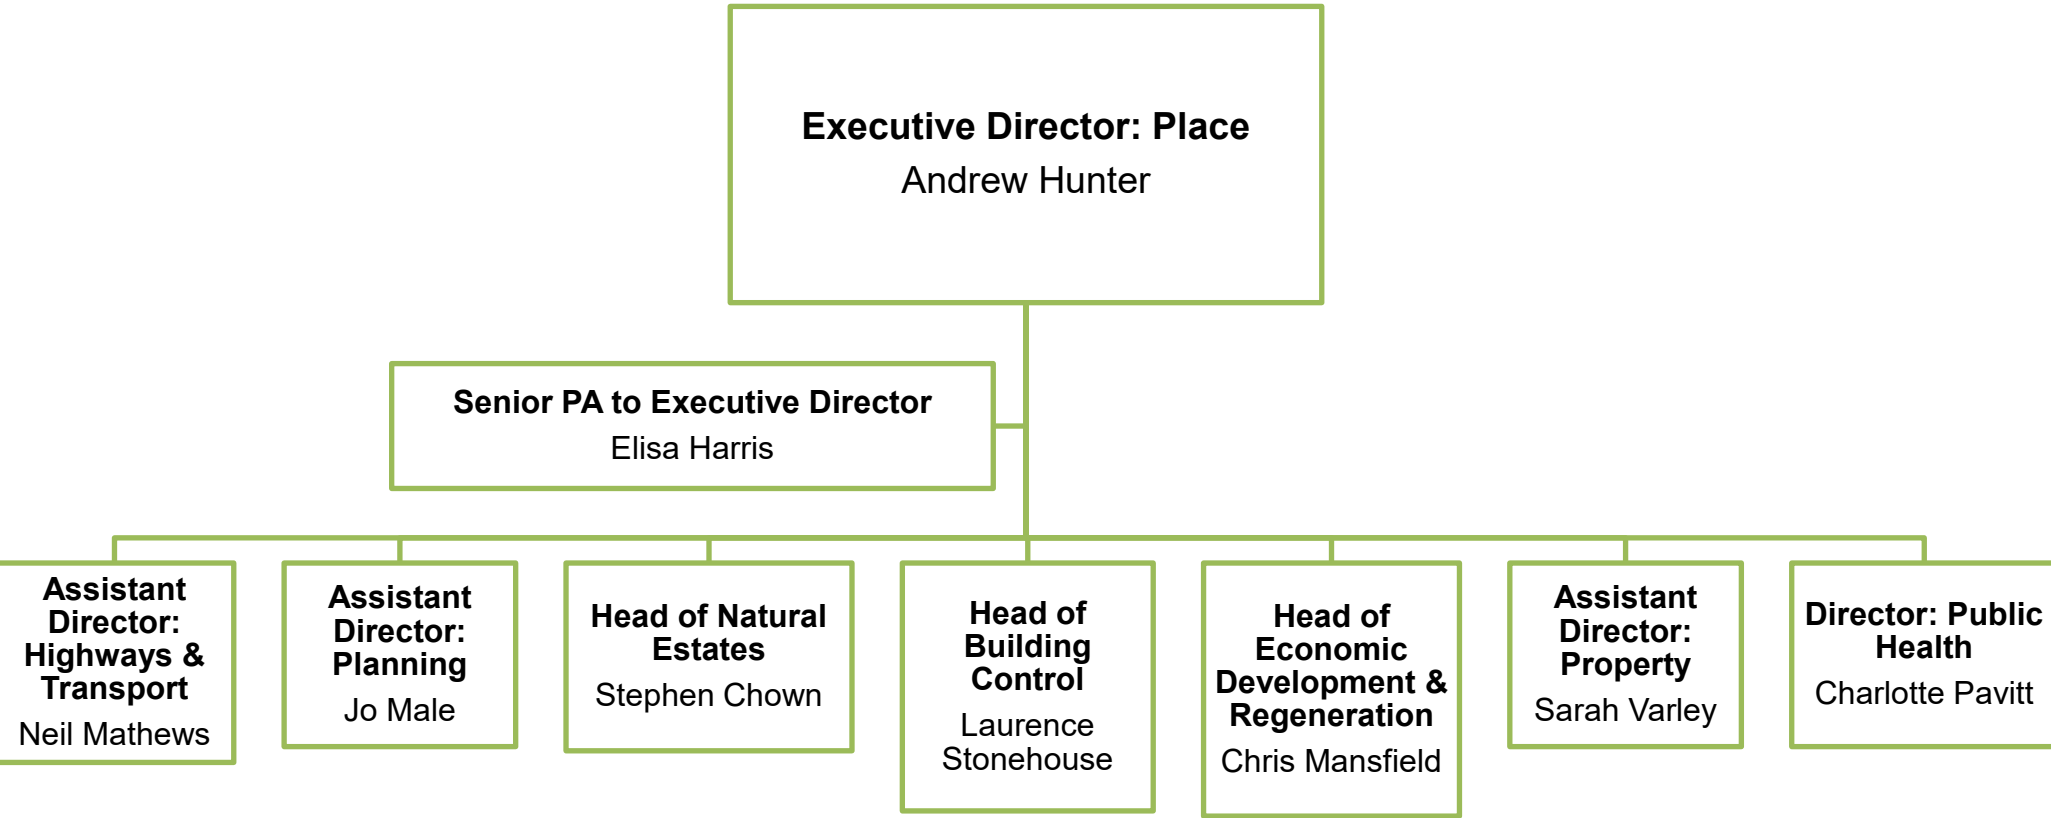 Executive Director: Place
Andrew Hunter
Senior PA to Executive Director
Elisa Harris
Assistant
Director:
Highways &
Transport
Neil Mathews
Assistant
Director:
Planning
Jo Male
Head of Natural
Estates
Stephen Chown
Head of
Building
Control
Laurence
Stonehouse
Head of
Economic
Development &
Regeneration
Chris Mansfield
Assistant
Director:
Property
Sarah Varley
Director: Public
Health
Charlotte Pavitt